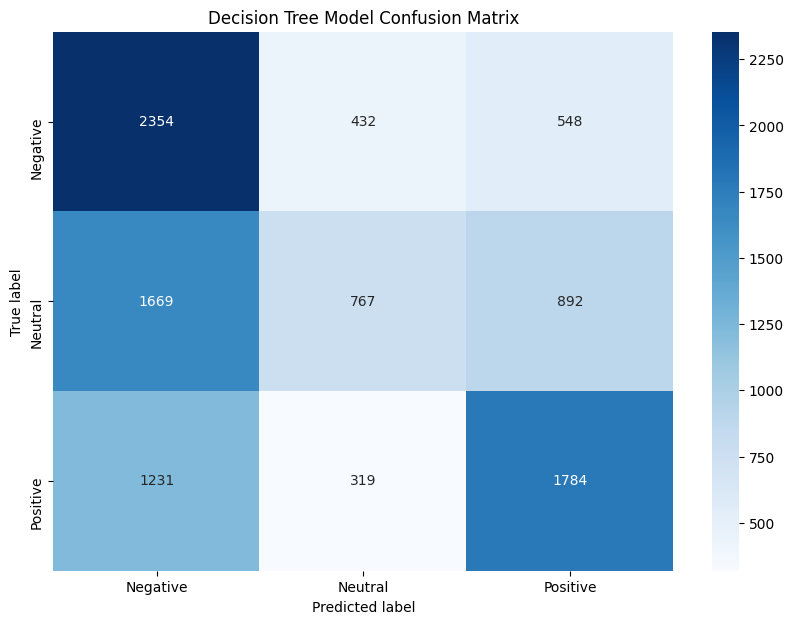 Decision Tree Model Confusion Matrix
True label
Negative
2354 432 548
Neutral
1669 767 892
Positive
1231 319 1784
Negative Neutral Positive
Predicted label
2250
2000
1750
1500
1250
1000
750
500